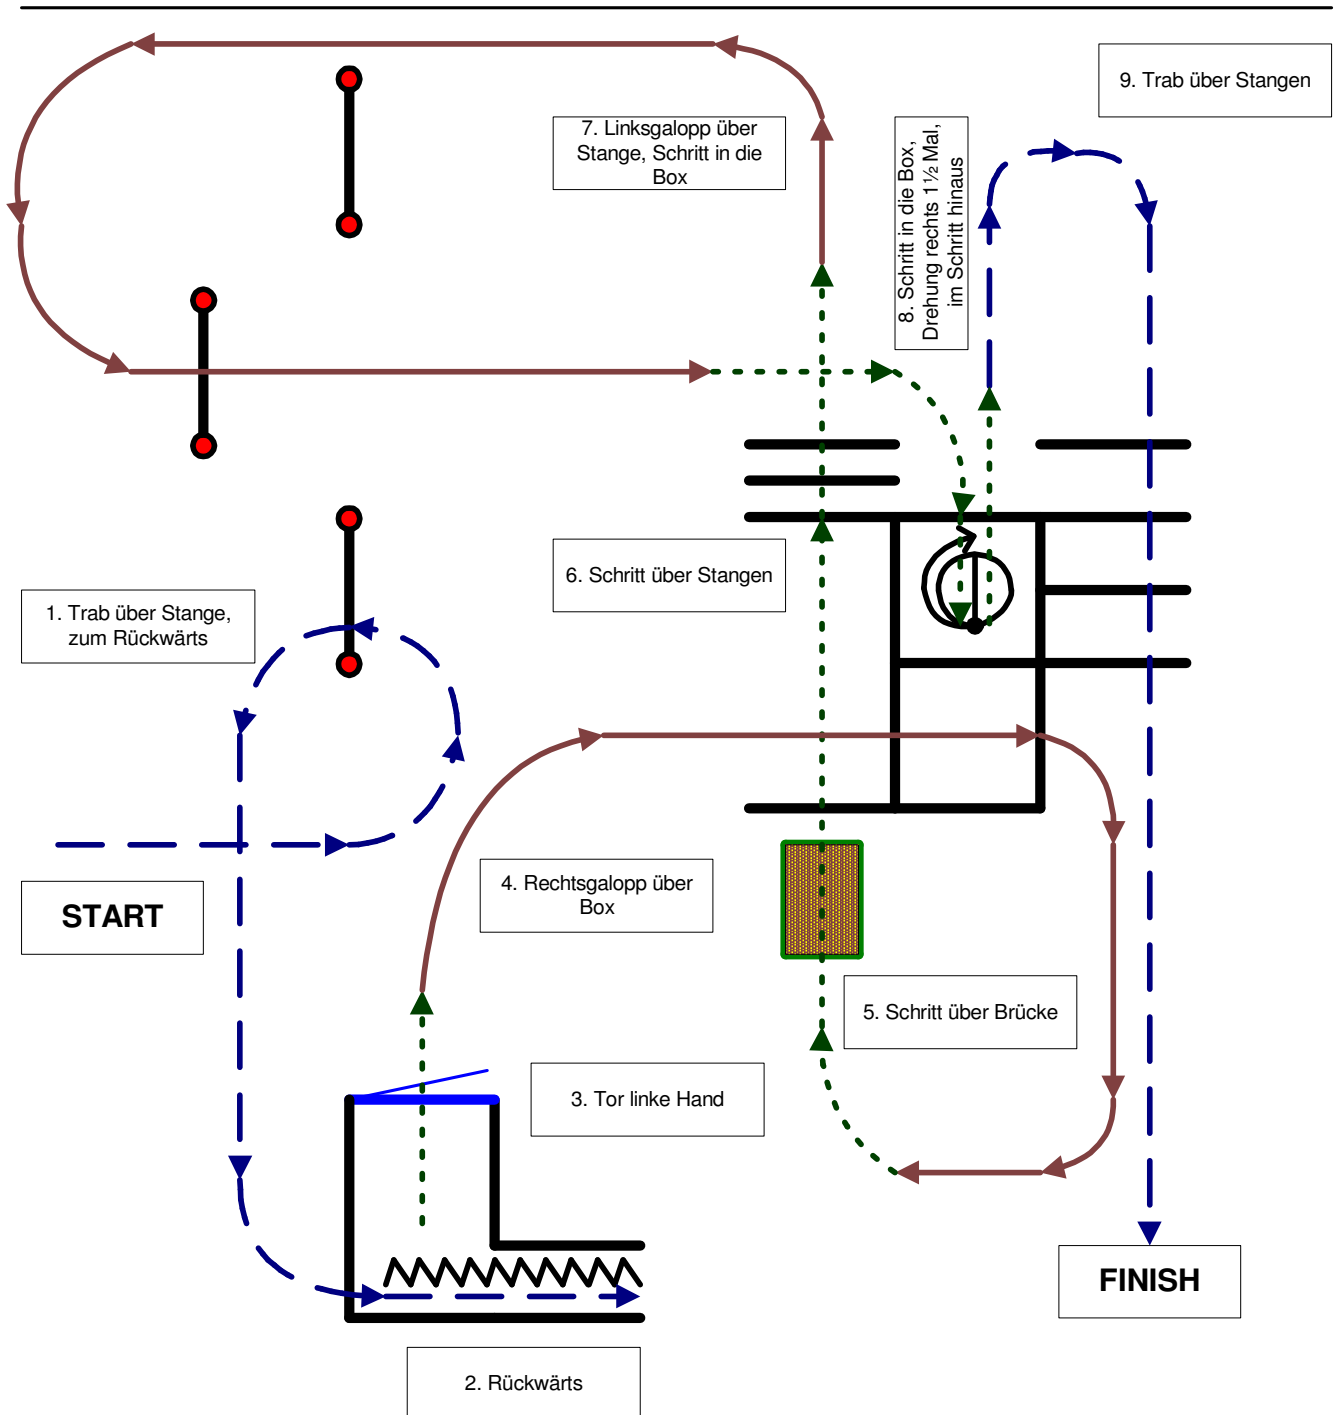 9. Trab über Stangen
7. Linksgalopp über
Stange, Schritt in die
Box
8. Schritt in die Box,
Drehung rechts 1½ Mal,
im Schritt hinaus
6. Schritt über Stangen
1. Trab über Stange,
zum Rückwärts
4. Rechtsgalopp über
Box
START
5. Schritt über Brücke
3. Tor linke Hand
FINISH
2. Rückwärts